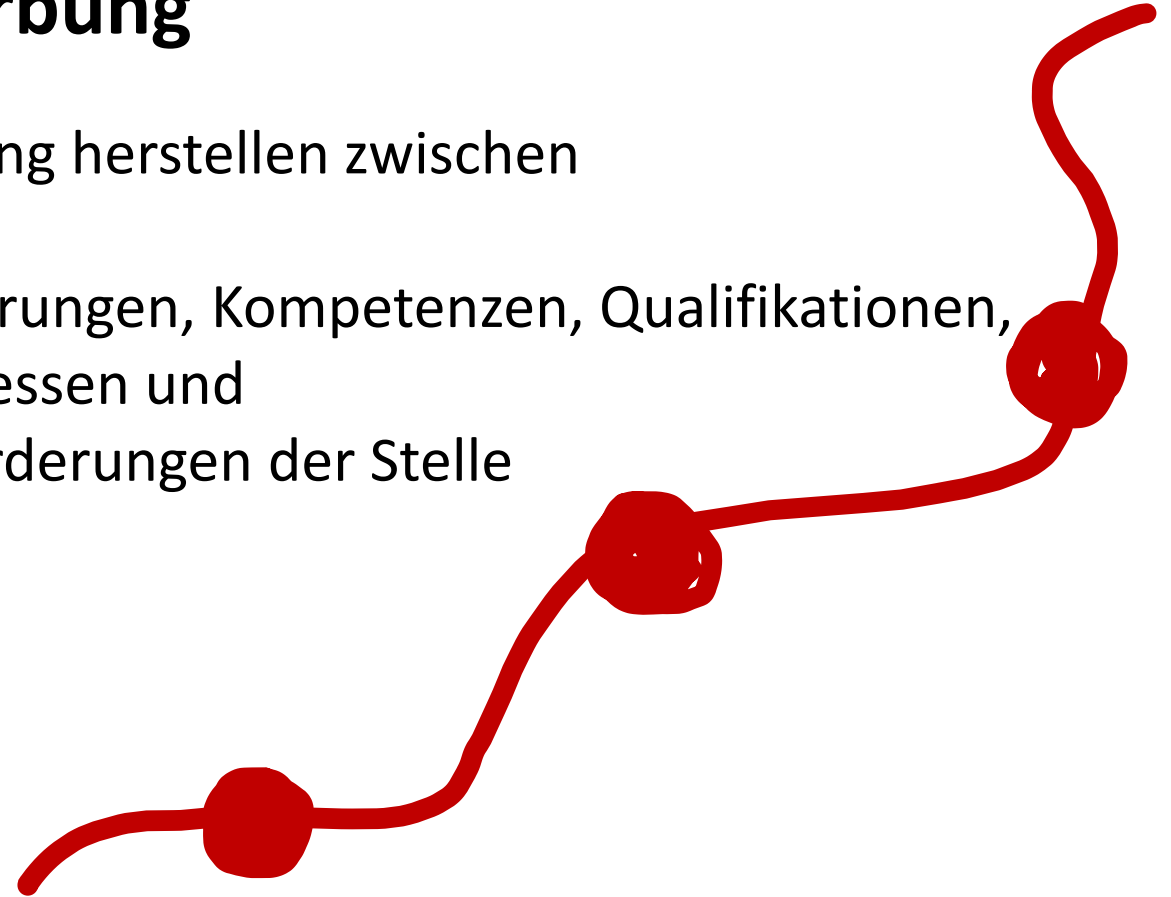 rbung
ng herstellen zwischen
rungen, Kompetenzen, Qualifikationen,
essen und
rderungen der Stelle